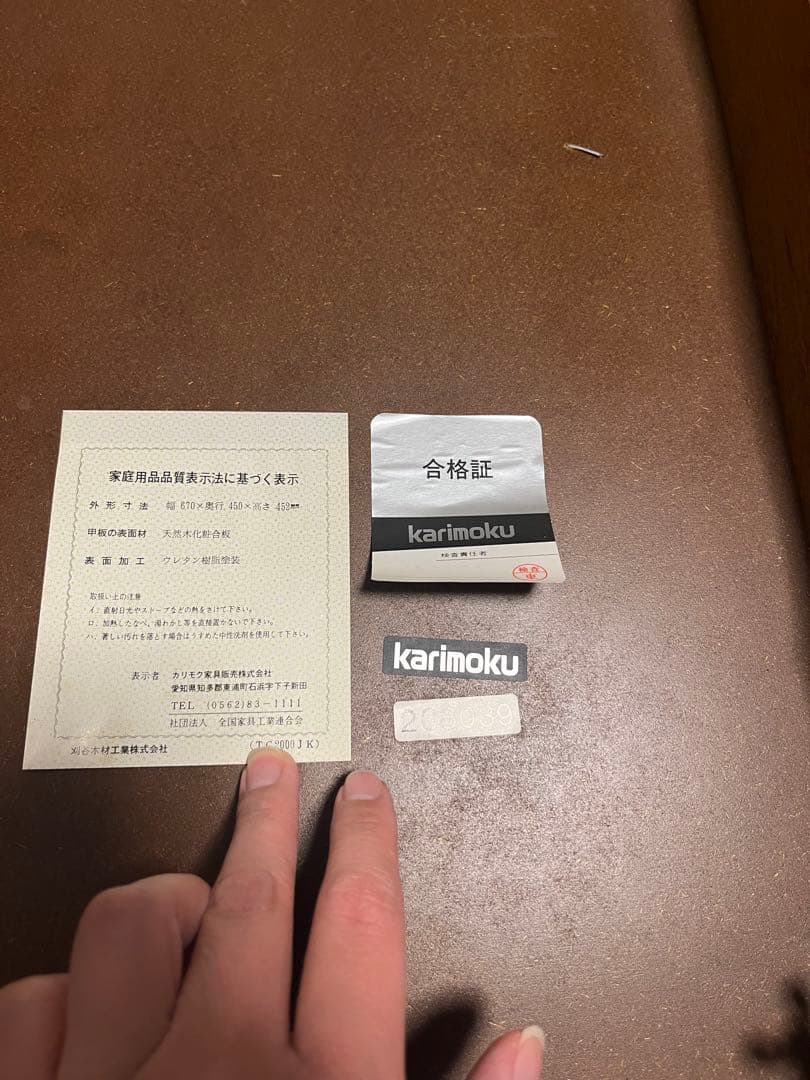 家庭用品品質表示法に基づく表示
外形寸法 幅 670×奥行 450×高さ 452mm
甲板の表面材 天然木化粧合板
表面加工 ウレタン樹脂塗装
取扱い上の注意
イ. 直射日光やストーブなどの熱をさけて下さい。
ロ. 加熱したなべ、湯わかし等を直接置かないで下さい。
ハ. 著しい汚れを落とす場合はうすめた中性洗剤を使用して下さい。
表示者 カリモク家具販売株式会社
愛知県知多郡東浦町石浜字下子新田
TEL (0562)83-1111
社団法人 全国家具工業連合会
刈谷木材工業株式会社
合格証
karimoku
検査責任者
検査
karimoku